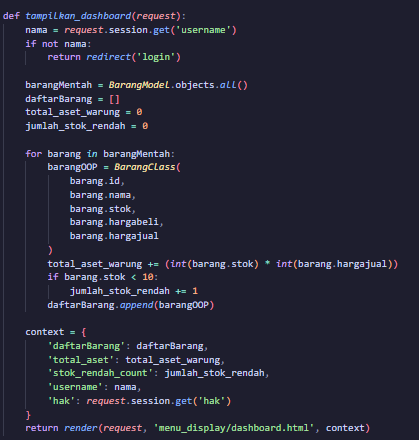 def tampilkan_dashboard(request):
    nama = request.session.get('username')
    if not nama:
        return redirect('login')

    barangMentah = BarangModel.objects.all()
    daftarBarang = []
    total_aset_warung = 0
    jumlah_stok_rendah = 0

    for barang in barangMentah:
        barangOOP = BarangClass(
            barang.id,
            barang.nama,
            barang.stok,
            barang.hargabeli,
            barang.hargajual
        )
        total_aset_warung += (int(barang.stok) * int(barang.hargajual))
        if barang.stok < 10:
            jumlah_stok_rendah += 1
        daftarBarang.append(barangOOP)

    context = {
        'daftarBarang': daftarBarang,
        'total_aset': total_aset_warung,
        'stok_rendah_count': jumlah_stok_rendah,
        'username': nama,
        'hak': request.session.get('hak')
    }
    return render(request, 'menu_display/dashboard.html', context)